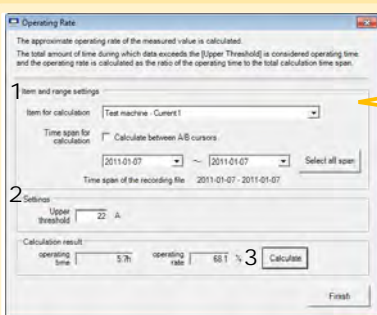 Operating Rate
The approximate operating rate of the measured value is calculated.
The total amount of time during which data exceeds the [Upper Threshold] is considered operating time
and the operating rate is calculated as the ratio of the operating time to the total calculation time span.
1
Item and range settings
Item for calculation Test machine - Current1
Time span for calculation Calculate between A/B cursors
2011-01-07 ~ 2011-01-07 Select all span
Time span of the recording file 2011-01-07 - 2011-01-07
2
Settings
Upper threshold 22 A
Calculation result
operating time 5.7h operating rate 68.1 % 3 Calculate
Finish